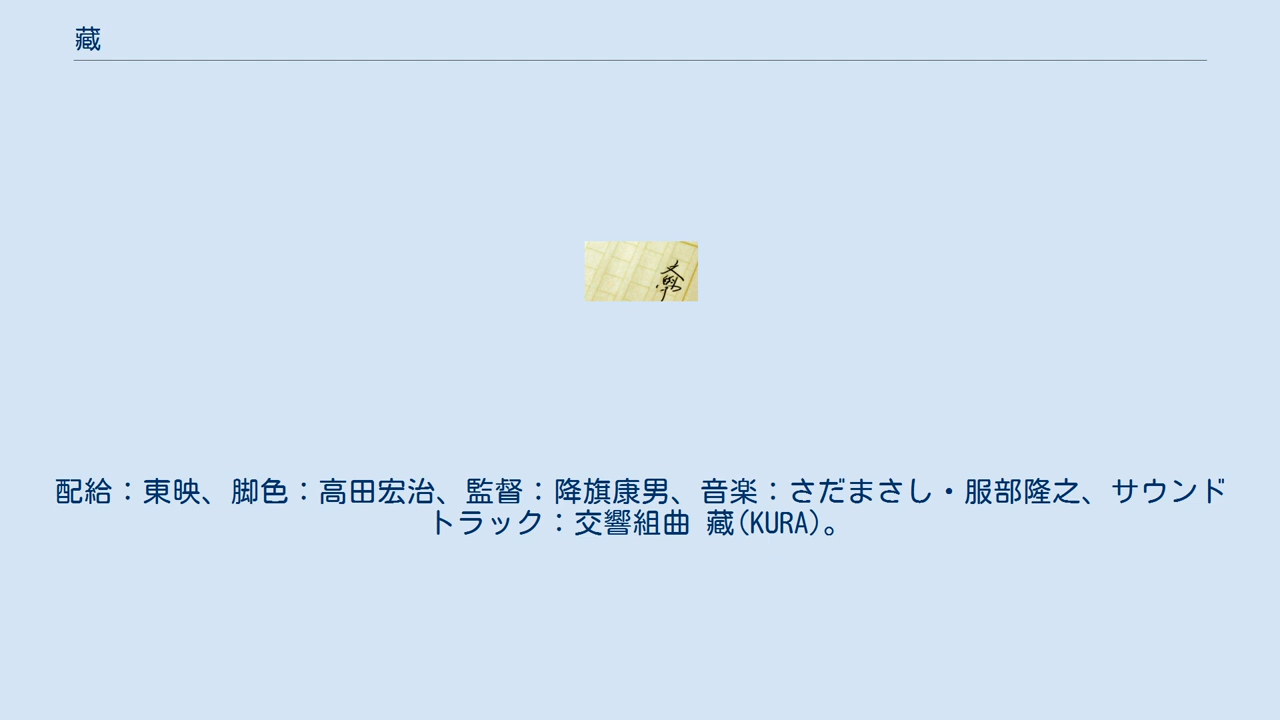 藏
配給：東映、脚色：高田宏治、監督：降旗康男、音楽：さだまさし・服部隆之、サウンド
トラック：交響組曲 藏(KURA)。